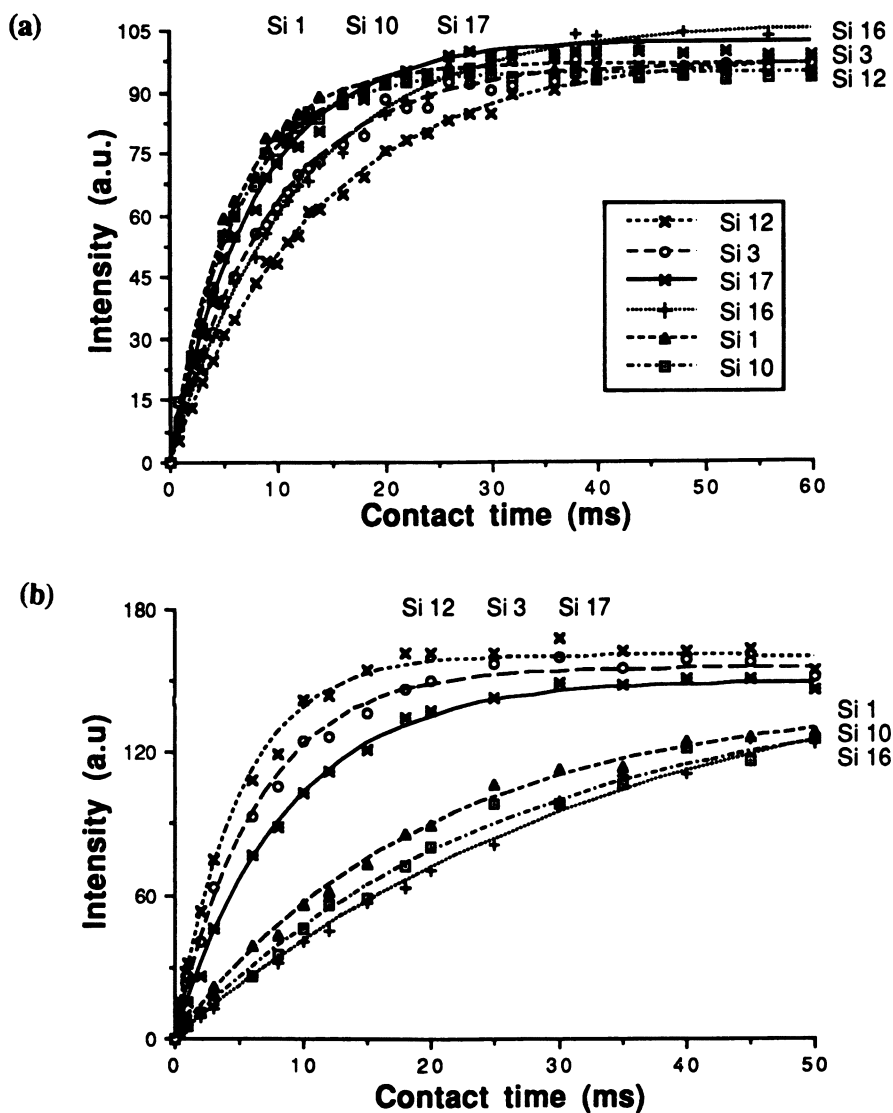 (a)
Si 1 Si 10 Si 17
105
90
75
60
45
30
15
0
Intensity (a.u.)
Si 16
Si 3
Si 12
Si 12
Si 3
Si 17
Si 16
Si 1
Si 10
0 10 20 30 40 50 60
Contact time (ms)
(b)
Si 12 Si 3 Si 17
180
120
60
0
Intensity (a.u)
Si 1
Si 10
Si 16
0 10 20 30 40 50
Contact time (ms)